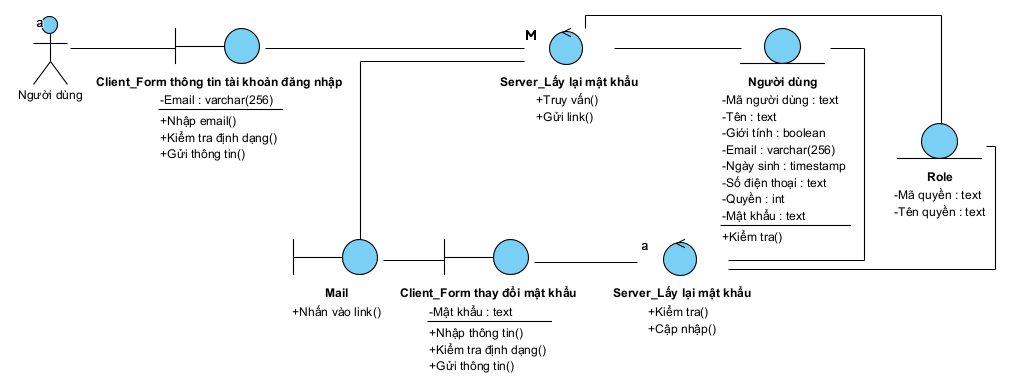 a
Người dùng
Client_Form thông tin tài khoản đăng nhập
-Email : varchar(256)
+Nhập email()
+Kiểm tra định dạng()
+Gửi thông tin()
M
Server_Lấy lại mật khẩu
+Truy vấn()
+Gửi link()
Người dùng
-Mã người dùng : text
-Tên : text
-Giới tính : boolean
-Email : varchar(256)
-Ngày sinh : timestamp
-Số điện thoại : text
-Quyền : int
-Mật khẩu : text
+Kiểm tra()
Role
-Mã quyền : text
-Tên quyền : text
Mail
+Nhấn vào link()
Client_Form thay đổi mật khẩu
-Mật khẩu : text
+Nhập thông tin()
+Kiểm tra định dạng()
+Gửi thông tin()
a
Server_Lấy lại mật khẩu
+Kiểm tra()
+Cập nhập()